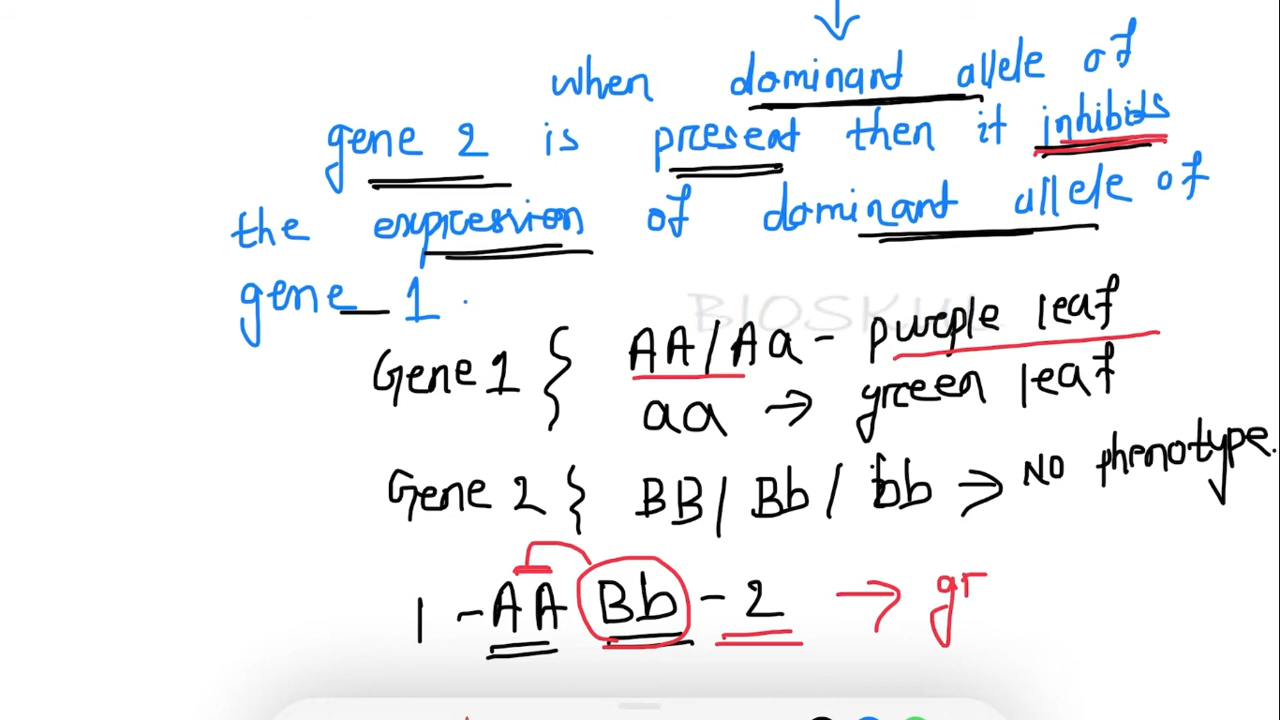 when dominant allele of
gene 2 is present then it inhibits
the expression of dominant allele of
gene 1.
BIOSKUL
Gene 1 { AA/Aa - purple leaf
aa → green leaf
Gene 2 { BB/Bb/bb → No phenotype.
1 - AA Bb - 2 → gr